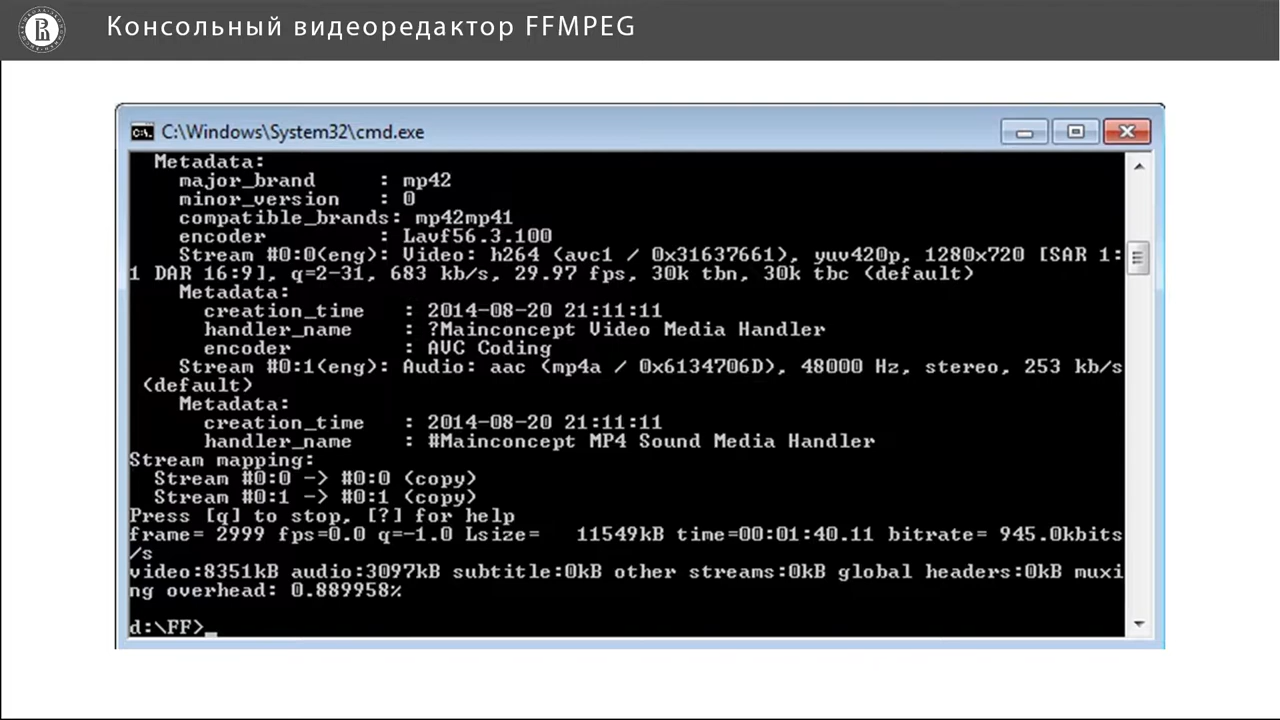 Консольный видеоредактор FFMPEG
C:\Windows\System32\cmd.exe
Metadata:
major_brand : mp42
minor_version : 0
compatible_brands: mp42mp41
encoder : Lavf56.3.100
Stream #0:0(eng): Video: h264 (avc1 / 0x31637661), yuv420p, 1280x720 [SAR 1:
1 DAR 16:9], q=2-31, 683 kb/s, 29.97 fps, 30k tbn, 30k tbc (default)
Metadata:
creation_time : 2014-08-20 21:11:11
handler_name : ?Mainconcept Video Media Handler
encoder : AVC Coding
Stream #0:1(eng): Audio: aac (mp4a / 0x6134706D), 48000 Hz, stereo, 253 kb/s
(default)
Metadata:
creation_time : 2014-08-20 21:11:11
handler_name : #Mainconcept MP4 Sound Media Handler
Stream mapping:
Stream #0:0 -> #0:0 (copy)
Stream #0:1 -> #0:1 (copy)
Press [q] to stop, [?] for help
frame= 2999 fps=0.0 q=-1.0 Lsize= 11549kB time=00:01:40.11 bitrate= 945.0kbits
/s
video:8351kB audio:3097kB subtitle:0kB other streams:0kB global headers:0kB muxi
ng overhead: 0.889958%
d:\FF>_